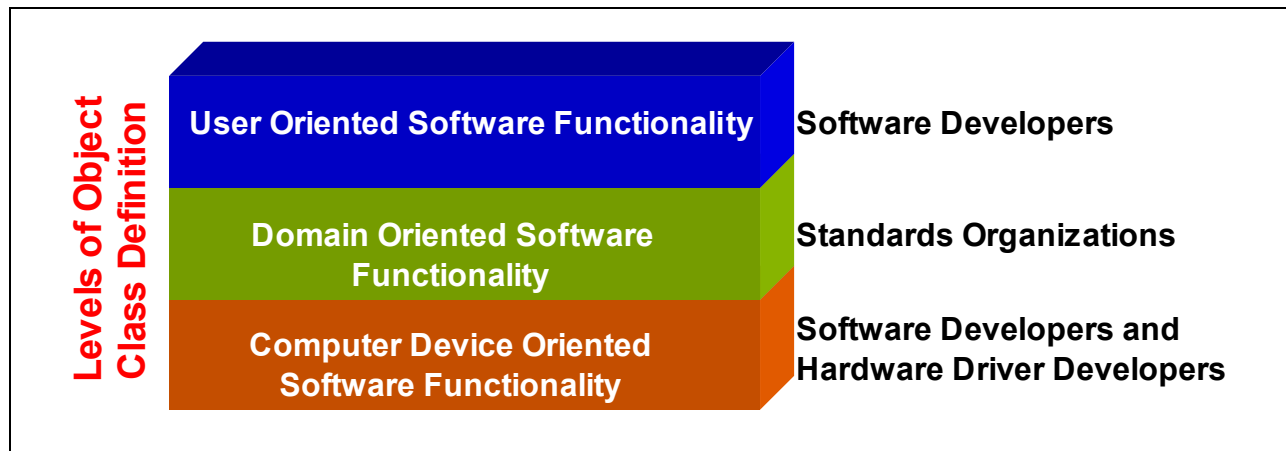 Levels of Object
Class Definition
User Oriented Software Functionality
Software Developers
Domain Oriented Software
Functionality
Standards Organizations
Computer Device Oriented
Software Functionality
Software Developers and
Hardware Driver Developers